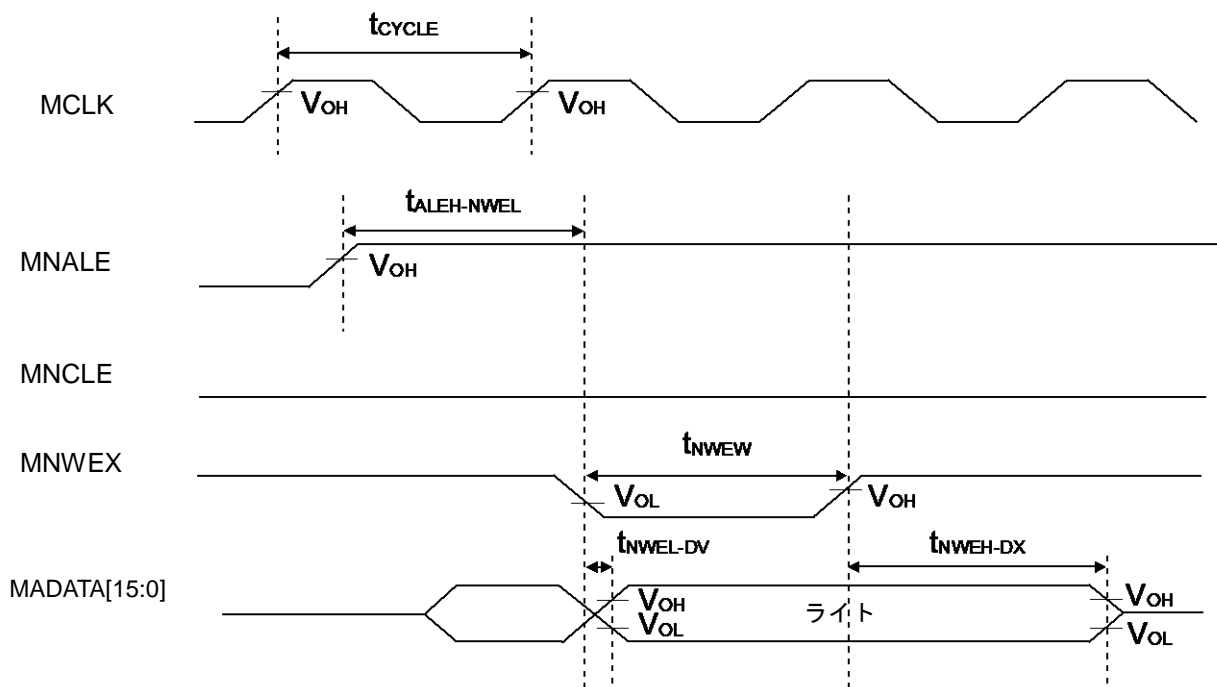 tCYCLE
MCLK
VOH
VOH
tALEH-NWEL
MNALE
VOH
MNCLE
tNWEW
MNWEX
VOL
VOH
tNWEL-DV
tNWEH-DX
MADATA[15:0]
VOH
VOL
ライト
VOH
VOL